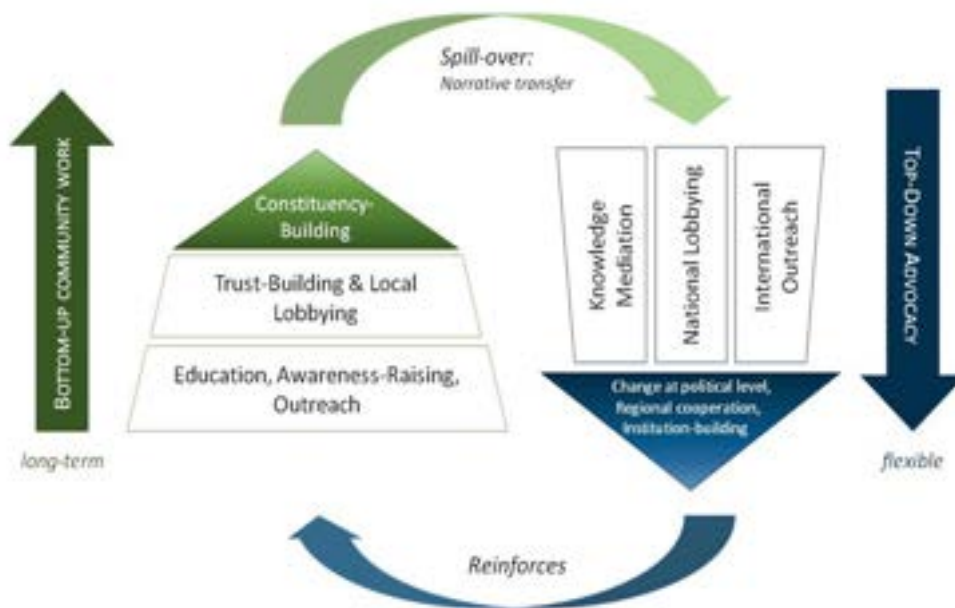 Spill-over:
Narrative transfer
BOTTOM-UP COMMUNITY WORK
long-term
Constituency-
Building
Trust-Building & Local
Lobbying
Education, Awareness-Raising,
Outreach
Knowledge
Mediation
National Lobbying
International
Outreach
Change at political level,
Regional cooperation,
Institution-building
TOP-DOWN ADVOCACY
flexible
Reinforces